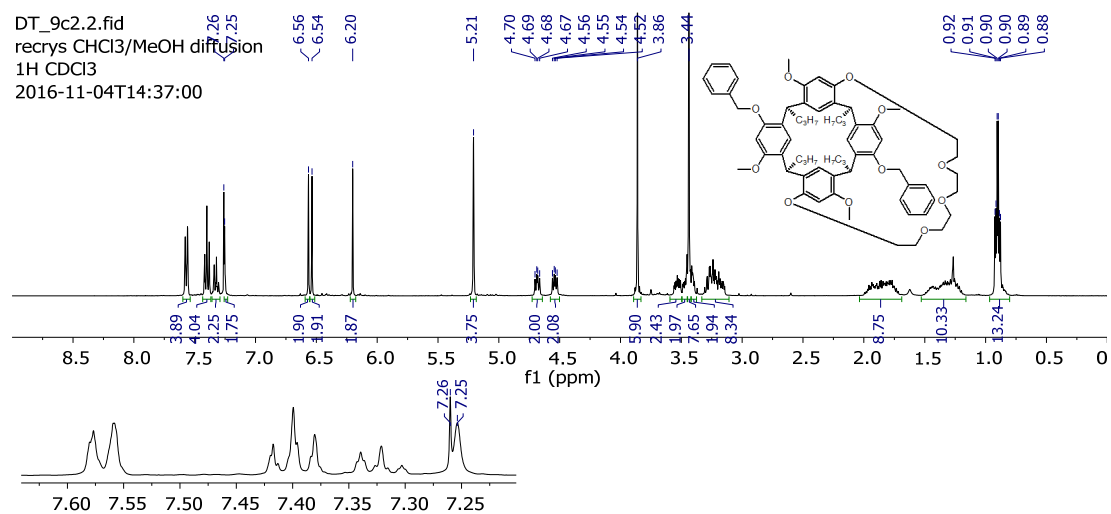 DT_9c2.2.fid
recrys CHCl3/MeOH diffusion
1H CDCl3
2016-11-04T14:37:00
7.26
7.25
6.56
6.54
6.20
5.21
4.70
4.69
4.68
4.67
4.56
4.55
4.54
4.52
3.86
3.44
0.92
0.91
0.90
0.90
0.89
0.88
O O
O O
C3H7 H7C3
O O
C3H7 H7C3
O O
O O
O
O
O
3.89
4.04
2.25
1.75
1.90
1.91
1.87
3.75
2.00
2.08
5.90
2.43
1.97
7.65
1.94
8.34
8.75
10.33
13.24
8.5 8.0 7.5 7.0 6.5 6.0 5.5 5.0 4.5 4.0 3.5 3.0 2.5 2.0 1.5 1.0 0.5 0
f1 (ppm)
7.26
7.25
7.60 7.55 7.50 7.45 7.40 7.35 7.30 7.25